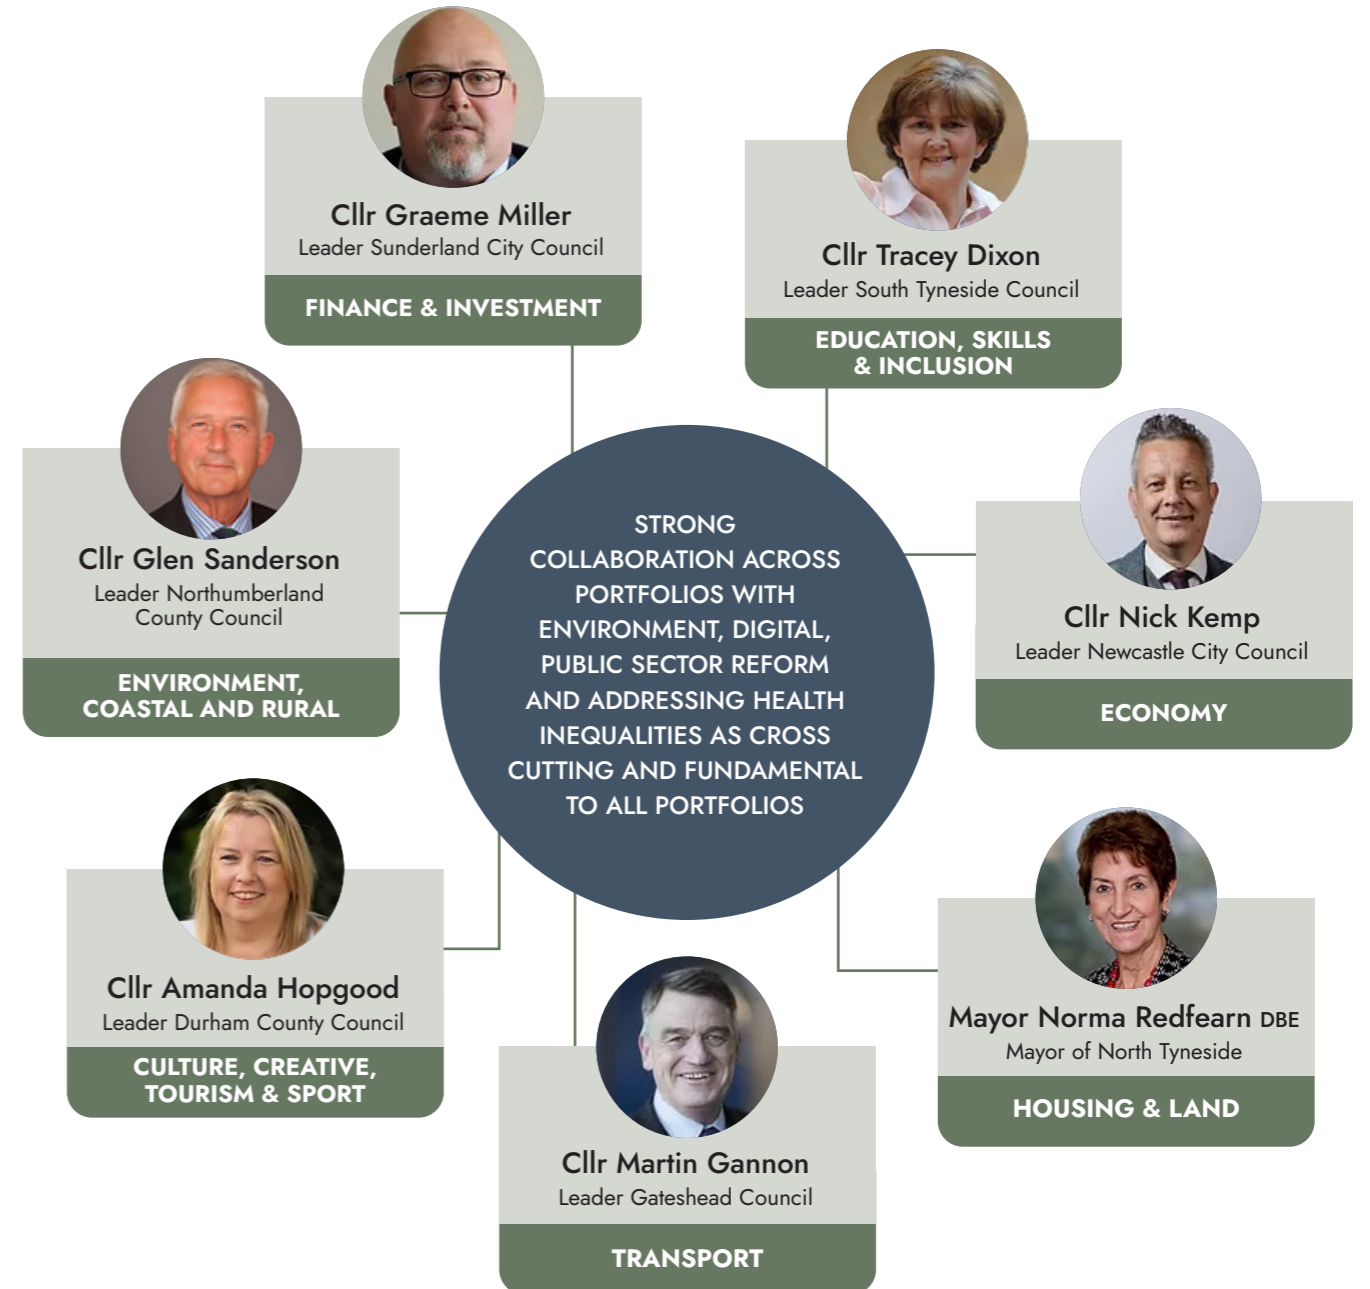 Cllr Graeme Miller
Leader Sunderland City Council
FINANCE & INVESTMENT
Cllr Tracey Dixon
Leader South Tyneside Council
EDUCATION, SKILLS
& INCLUSION
Cllr Glen Sanderson
Leader Northumberland
County Council
ENVIRONMENT,
COASTAL AND RURAL
STRONG
COLLABORATION ACROSS
PORTFOLIOS WITH
ENVIRONMENT, DIGITAL,
PUBLIC SECTOR REFORM
AND ADDRESSING HEALTH
INEQUALITIES AS CROSS
CUTTING AND FUNDAMENTAL
TO ALL PORTFOLIOS
Cllr Nick Kemp
Leader Newcastle City Council
ECONOMY
Cllr Amanda Hopgood
Leader Durham County Council
CULTURE, CREATIVE,
TOURISM & SPORT
Cllr Martin Gannon
Leader Gateshead Council
TRANSPORT
Mayor Norma Redfearn DBE
Mayor of North Tyneside
HOUSING & LAND